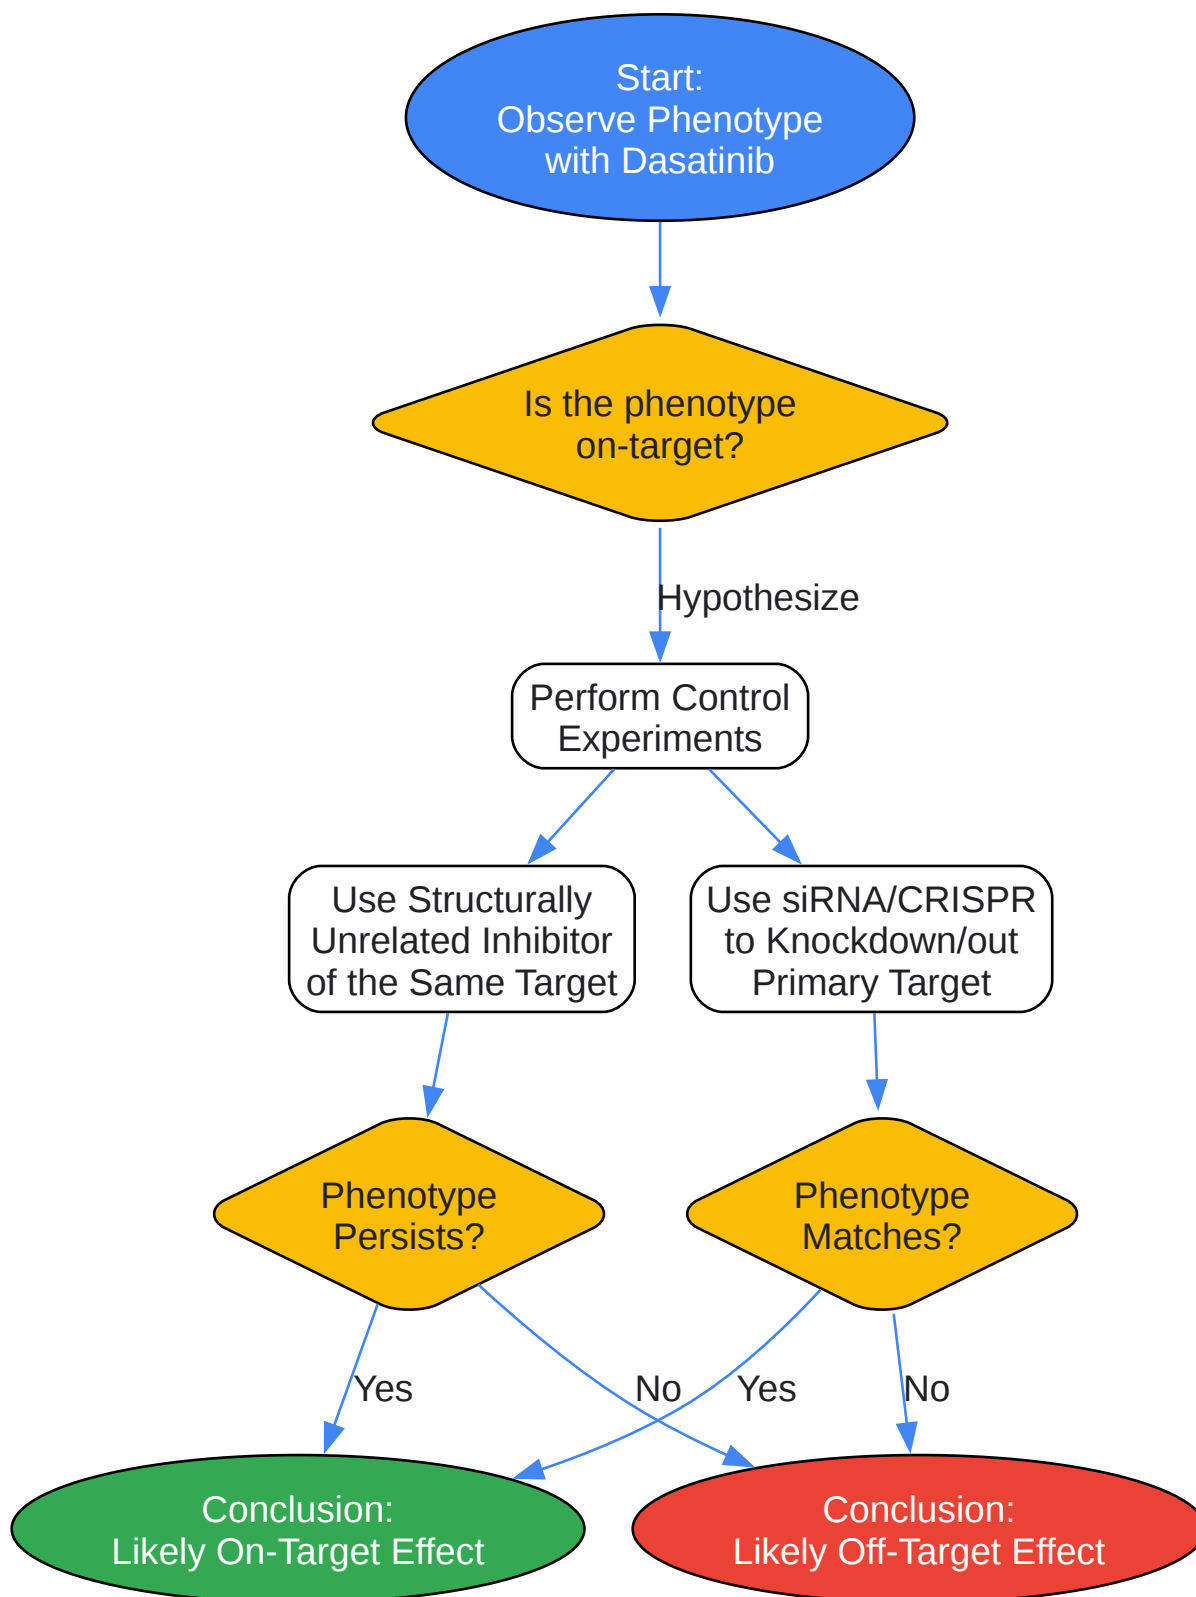 Start:
Observe Phenotype
with Dasatinib
Is the phenotype
on-target?
Hypothesize
Perform Control
Experiments
Use Structurally
Unrelated Inhibitor
of the Same Target
Use siRNA/CRISPR
to Knockdown/out
Primary Target
Phenotype
Persists?
Phenotype
Matches?
Yes
No
Yes
No
Conclusion:
Likely On-Target Effect
Conclusion:
Likely Off-Target Effect